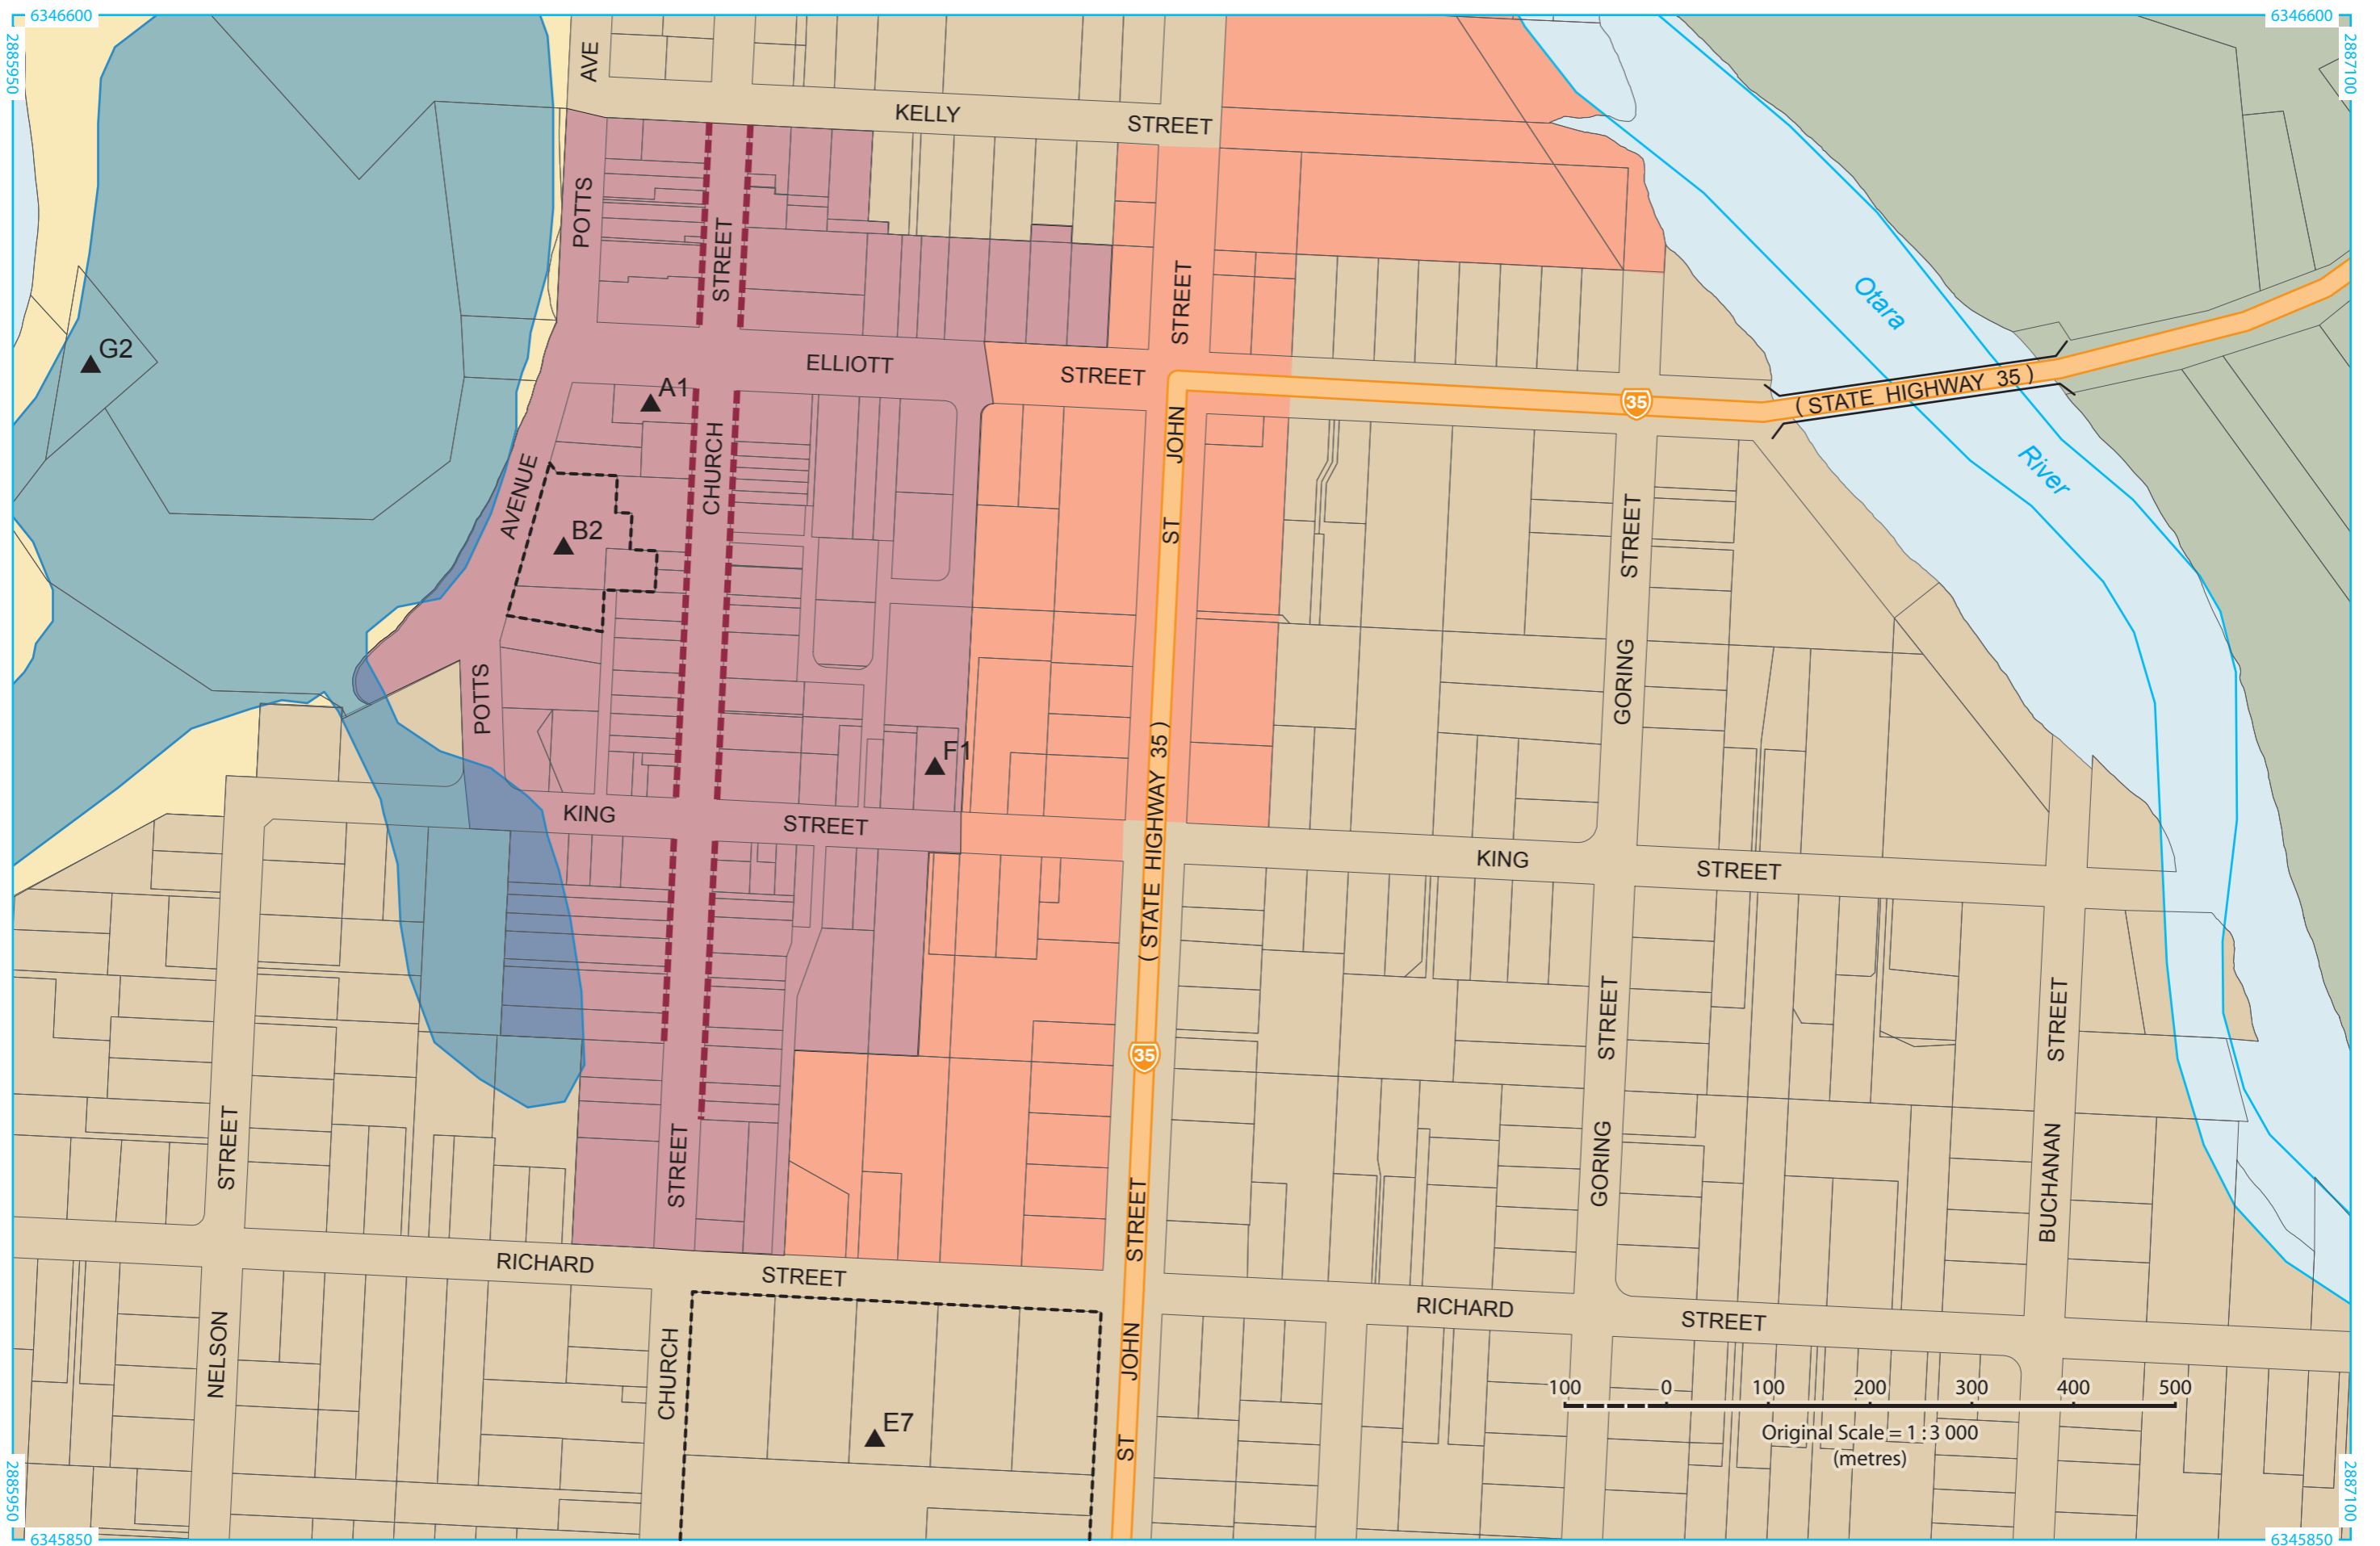 6346600
6346600
2885950
2887100
AVE
KELLY
STREET
POTTS
STREET
STREET
Otara
G2
ELLIOTT
STREET
A1
35
( STATE HIGHWAY 35 )
JOHN
CHURCH
AVENUE
River
B2
ST
STREET
POTTS
GORING
F1
( STATE HIGHWAY 35 )
KING
STREET
KING
STREET
STREET
STREET
35
STREET
STREET
STREET
GORING
BUCHANAN
RICHARD
STREET
RICHARD
STREET
NELSON
CHURCH
JOHN
100 0 100 200 300 400 500
Original Scale = 1 : 3 000
(metres)
E7
ST
2885950
2887100
6345850
6345850